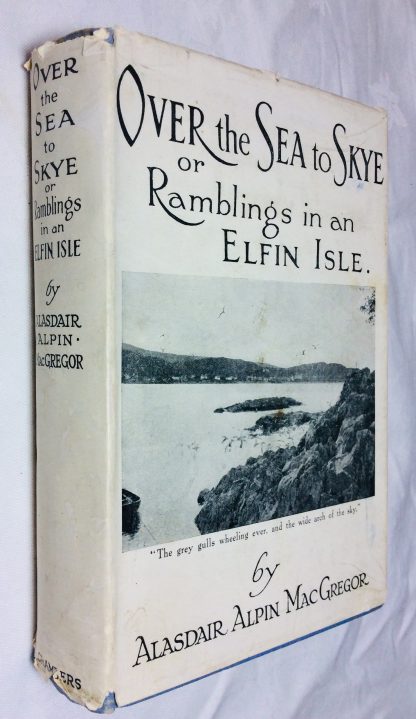 OVER
the
SEA
to
SKYE
or
Ramblings
in an
ELFIN ISLE
by
ALASDAIR
ALPIN ·
MACGREGOR
CHAMBERS
OVER the SEA to SKYE
or
Ramblings in an
ELFIN ISLE.
"The grey gulls wheeling ever, and the wide arch of the sky."
by
ALASDAIR ALPIN MACGREGOR